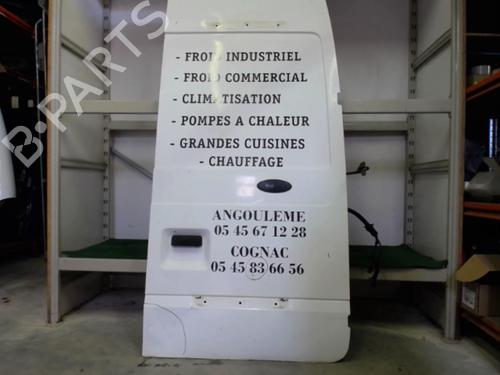 B-PARTS
- FROID INDUSTRIEL
- FROID COMMERCIAL
- CLIMATISATION
- POMPES A CHALEUR
- GRANDES CUISINES
- CHAUFFAGE
ANGOULEME
05 45 67 12 28
COGNAC
05 45 83 66 56